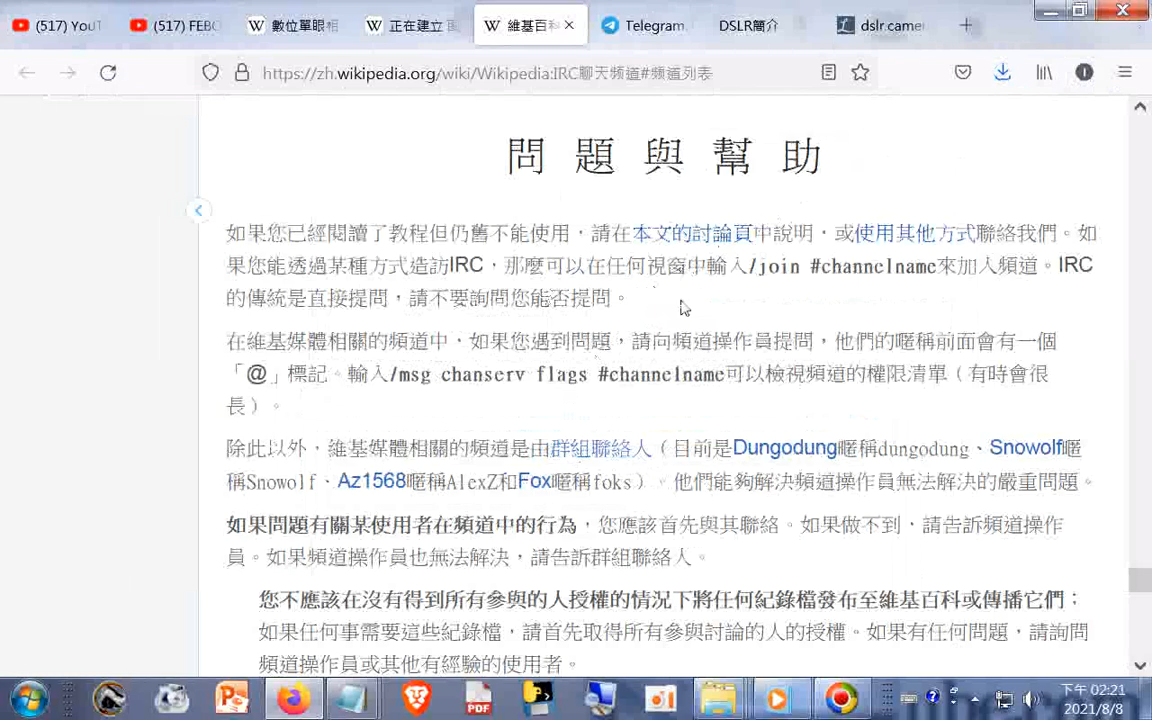 (517) YouT
(517) FEBO
數位單眼相
正在建立 
維基百科
Telegram
DSLR簡介
dslr camer
https://zh.wikipedia.org/wiki/Wikipedia:IRC聊天頻道#頻道列表
問題與幫助
如果您已經閱讀了教程但仍舊不能使用，請在本文的討論頁中說明，或使用其他方式聯絡我們。如
果您能透過某種方式造訪IRC，那麼可以在任何視窗中輸入/join #channelname來加入頻道。IRC
的傳統是直接提問，請不要詢問您能否提問。
在維基媒體相關的頻道中，如果您遇到問題，請向頻道操作員提問，他們的暱稱前面會有一個
「@」標記。輸入/msg chanserv flags #channelname可以檢視頻道的權限清單（有時會很
長）。
除此以外，維基媒體相關的頻道是由群組聯絡人（目前是Dungodung暱稱dungodung、Snowolf暱
稱Snowolf、Az1568暱稱AlexZ和Fox暱稱foks）。他們能夠解決頻道操作員無法解決的嚴重問題。
如果問題有關某使用者在頻道中的行為，您應該首先與其聯絡。如果做不到，請告訴頻道操作
員。如果頻道操作員也無法解決，請告訴群組聯絡人。
您不應該在沒有得到所有參與的人授權的情況下將任何紀錄檔發布至維基百科或傳播它們；
如果任何事需要這些紀錄檔，請首先取得所有參與討論的人的授權。如果有任何問題，請詢問
頻道操作員或其他有經驗的使用者。
下午 02:21
2021/8/8